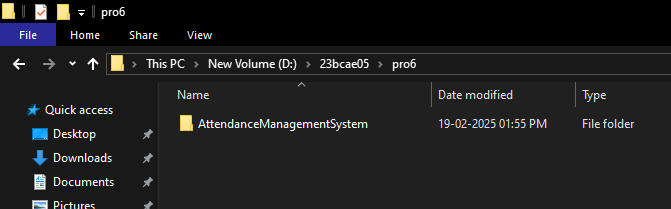 pro6
File Home Share View
This PC New Volume (D:) 23bcae05 pro6
Name Date modified Type
Quick access
AttendanceManagementSystem 19-02-2025 01:55 PM File folder
Desktop
Downloads
Documents
Pictures